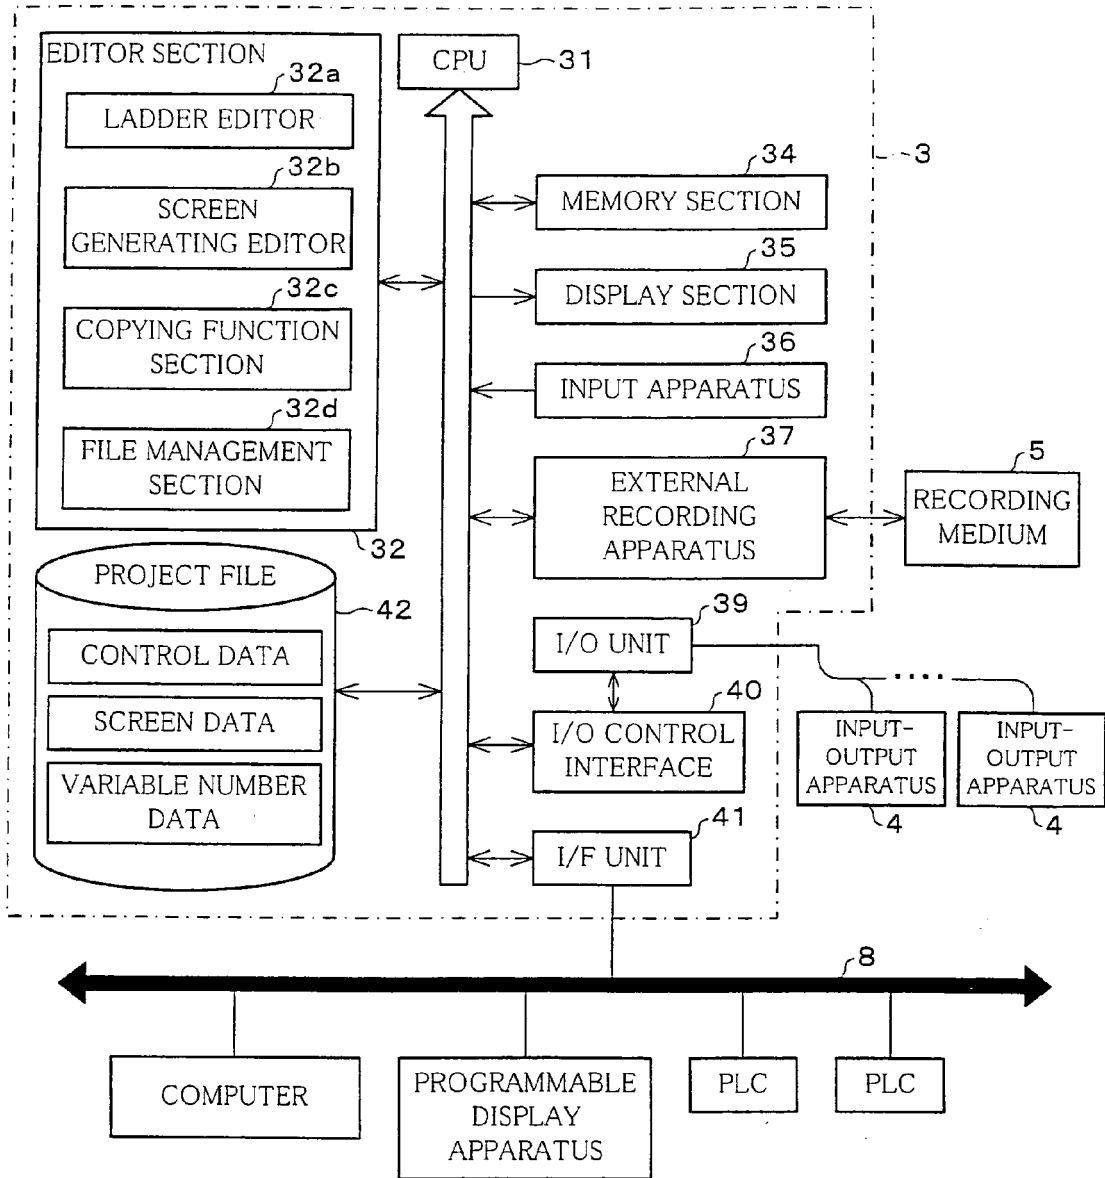 EDITOR SECTION
32a
LADDER EDITOR
32b
SCREEN
GENERATING EDITOR
32c
COPYING FUNCTION
SECTION
32d
FILE MANAGEMENT
SECTION
32
PROJECT FILE
42
CONTROL DATA
SCREEN DATA
VARIABLE NUMBER
DATA
CPU
31
3
34
MEMORY SECTION
35
DISPLAY SECTION
36
INPUT APPARATUS
37
EXTERNAL
RECORDING
APPARATUS
5
RECORDING
MEDIUM
39
I/O UNIT
40
I/O CONTROL
INTERFACE
41
I/F UNIT
INPUT-
OUTPUT
APPARATUS
4
INPUT-
OUTPUT
APPARATUS
4
8
COMPUTER
PROGRAMMABLE
DISPLAY
APPARATUS
PLC
PLC